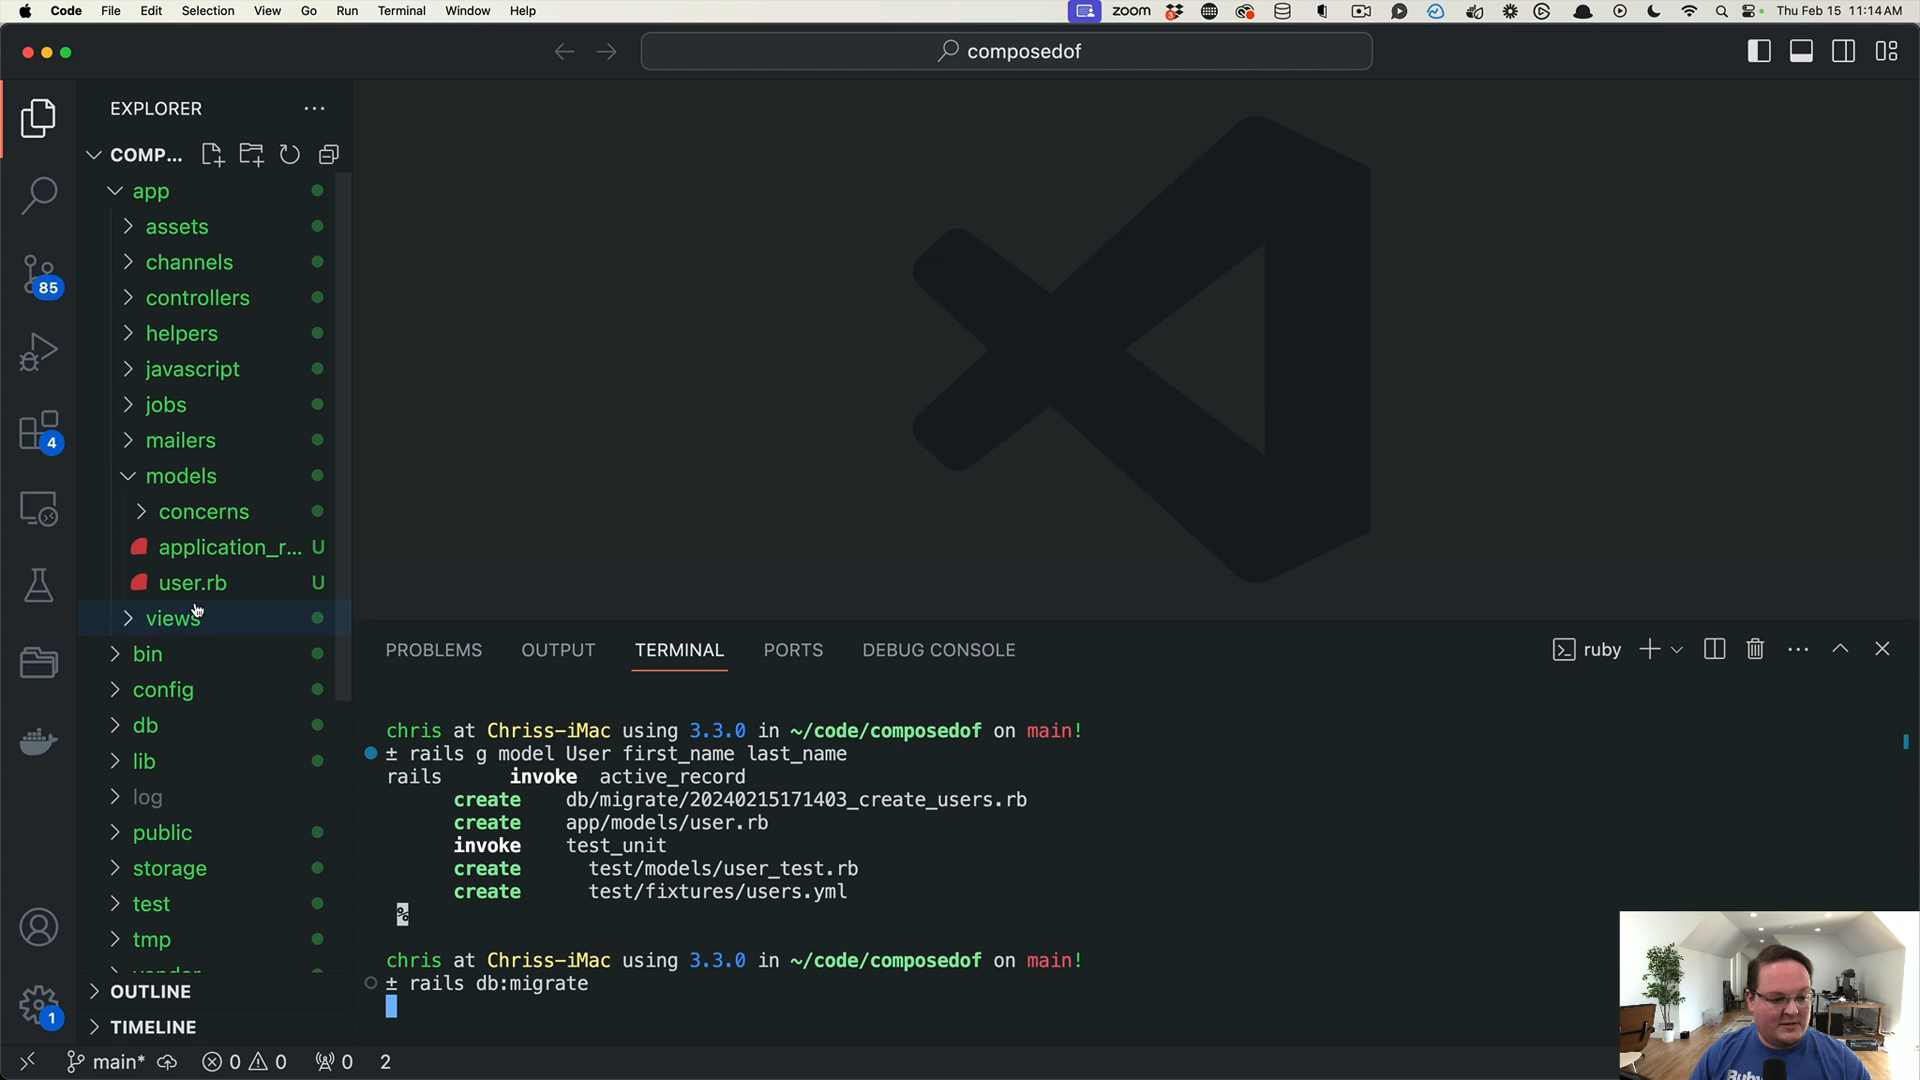 Code File Edit Selection View Go Run Terminal Window Help
zoom 3 Thu Feb 15 11:14 AM
composedof
EXPLORER
COMP...
app
assets
channels
controllers
helpers
javascript
jobs
mailers
models
concerns
application_r... U
user.rb U
views
bin
config
db
lib
log
public
storage
test
tmp
vendor
OUTLINE
TIMELINE
85
4
1
PROBLEMS OUTPUT TERMINAL PORTS DEBUG CONSOLE
ruby
chris at Chriss-iMac using 3.3.0 in ~/code/composedof on main!
± rails g model User first_name last_name
rails invoke active_record
create db/migrate/20240215171403_create_users.rb
create app/models/user.rb
invoke test_unit
create test/models/user_test.rb
create test/fixtures/users.yml
%
chris at Chriss-iMac using 3.3.0 in ~/code/composedof on main!
± rails db:migrate
main* 0 0 0 2
Ruby